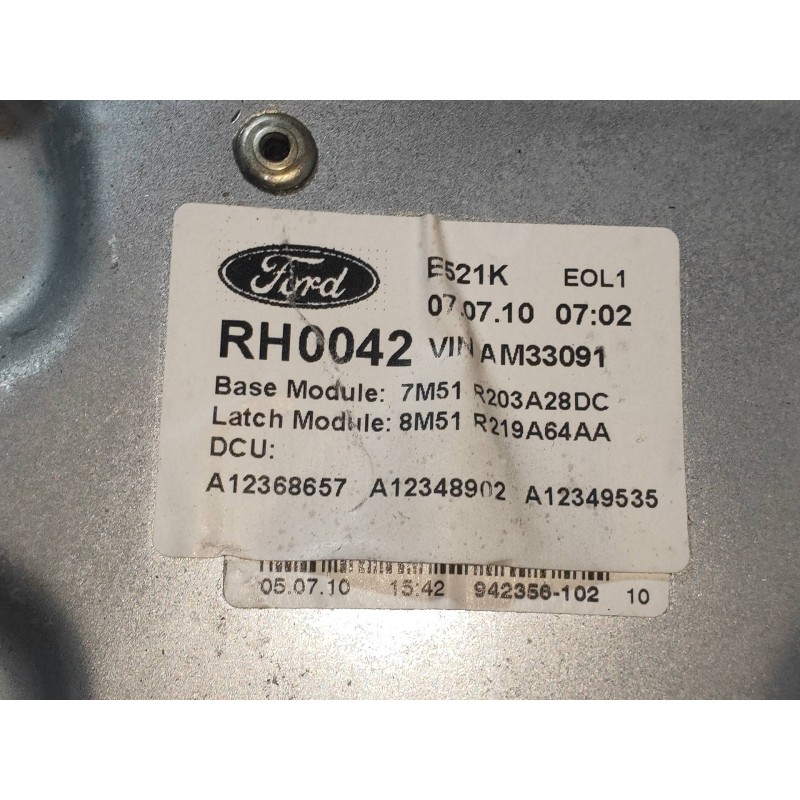 Ford
E521K EOL1
07.07.10 07:02
RH0042 VIN AM33091
Base Module: 7M51 R203A28DC
Latch Module: 8M51 R219A64AA
DCU:
A12368657 A12348902 A12349535
05.07.10 15:42 942356-102 10